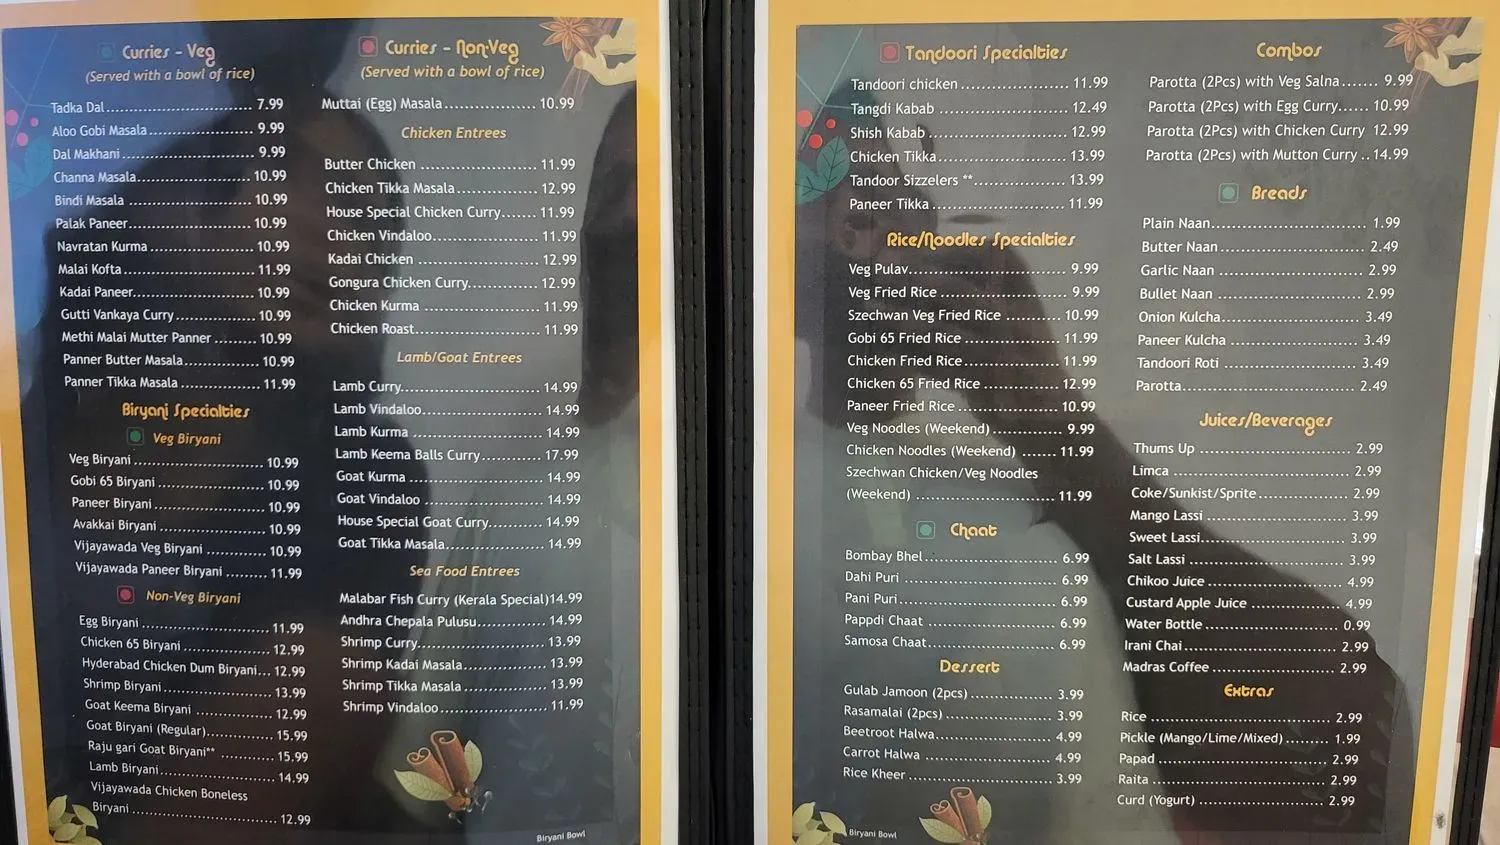 Curries - Veg
(Served with a bowl of rice)
Tadka Dal.............................. 7.99
Aloo Gobi Masala....................... 9.99
Dal Makhani............................ 9.99
Channa Masala........................ 10.99
Bindi Masala .......................... 10.99
Palak Paneer.......................... 10.99
Navratan Kurma ...................... 10.99
Malai Kofta ............................ 11.99
Kadai Paneer.......................... 10.99
Gutti Vankaya Curry................. 10.99
Methi Malai Mutter Panner ......... 10.99
Panner Butter Masala................ 10.99
Panner Tikka Masala ................. 11.99
Biryani Specialties
Veg Biryani
Veg Biryani ............................ 10.99
Gobi 65 Biryani ....................... 10.99
Paneer Biryani ........................ 10.99
Avakkai Biryani ....................... 10.99
Vijayawada Veg Biryani ............. 10.99
Vijayawada Paneer Biryani ......... 11.99
Non-Veg Biryani
Egg Biryani ............................ 11.99
Chicken 65 Biryani ................... 12.99
Hyderabad Chicken Dum Biryani... 12.99
Shrimp Biryani ........................ 13.99
Goat Keema Biryani .................. 12.99
Goat Biryani (Regular)............... 15.99
Raju gari Goat Biryani** ............ 15.99
Lamb Biryani.......................... 14.99
Vijayawada Chicken Boneless
Biryani ................................. 12.99
Curries - Non-Veg
(Served with a bowl of rice)
Muttai (Egg) Masala................... 10.99
Chicken Entrees
Butter Chicken ........................ 11.99
Chicken Tikka Masala................. 12.99
House Special Chicken Curry....... 11.99
Chicken Vindaloo...................... 11.99
Kadai Chicken ......................... 12.99
Gongura Chicken Curry.............. 12.99
Chicken Kurma ........................ 11.99
Chicken Roast.......................... 11.99
Lamb/Goat Entrees
Lamb Curry............................. 14.99
Lamb Vindaloo......................... 14.99
Lamb Kurma ........................... 14.99
Lamb Keema Balls Curry............. 17.99
Goat Kurma ............................ 14.99
Goat Vindaloo ......................... 14.99
House Special Goat Curry........... 14.99
Goat Tikka Masala.................... 14.99
Sea Food Entrees
Malabar Fish Curry (Kerala Special)14.99
Andhra Chepala Pulusu.............. 14.99
Shrimp Curry.......................... 13.99
Shrimp Kadai Masala................. 13.99
Shrimp Tikka Masala ................. 13.99
Shrimp Vindaloo...................... 11.99
Biryani Bowl
Tandoori Specialties
Tandoori chicken ...................... 11.99
Tangdi Kabab .......................... 12.49
Shish Kabab ............................ 12.99
Chicken Tikka.......................... 13.99
Tandoor Sizzelers **.................. 13.99
Paneer Tikka ........................... 11.99
Rice/Noodles Specialties
Veg Pulav............................... 9.99
Veg Fried Rice ......................... 9.99
Szechwan Veg Fried Rice ........... 10.99
Gobi 65 Fried Rice.................... 11.99
Chicken Fried Rice.................... 11.99
Chicken 65 Fried Rice ............... 12.99
Paneer Fried Rice ..................... 10.99
Veg Noodles (Weekend).............. 9.99
Chicken Noodles (Weekend) ....... 11.99
Szechwan Chicken/Veg Noodles
(Weekend) ............................. 11.99
Chaat
Bombay Bhel........................... 6.99
Dahi Puri ............................... 6.99
Pani Puri................................ 6.99
Pappdi Chaat .......................... 6.99
Samosa Chaat.......................... 6.99
Dessert
Gulab Jamoon (2pcs)................. 3.99
Rasamalai (2pcs)...................... 3.99
Beetroot Halwa........................ 4.99
Carrot Halwa .......................... 4.99
Rice Kheer ............................. 3.99
Biryani Bowl
Combos
Parotta (2Pcs) with Veg Salna....... 9.99
Parotta (2Pcs) with Egg Curry...... 10.99
Parotta (2Pcs) with Chicken Curry 12.99
Parotta (2Pcs) with Mutton Curry ..14.99
Breads
Plain Naan.............................. 1.99
Butter Naan............................ 2.49
Garlic Naan ............................ 2.99
Bullet Naan ............................ 2.99
Onion Kulcha........................... 3.49
Paneer Kulcha ......................... 3.49
Tandoori Roti .......................... 3.49
Parotta.................................. 2.49
Juices/Beverages
Thums Up .............................. 2.99
Limca ................................... 2.99
Coke/Sunkist/Sprite.................. 2.99
Mango Lassi ............................ 3.99
Sweet Lassi............................. 3.99
Salt Lassi ............................... 3.99
Chikoo Juice ........................... 4.99
Custard Apple Juice .................. 4.99
Water Bottle ........................... 0.99
Irani Chai............................... 2.99
Madras Coffee ......................... 2.99
Extras
Rice ..................................... 2.99
Pickle (Mango/Lime/Mixed)......... 1.99
Papad ................................... 2.99
Raita .................................... 2.99
Curd (Yogurt) .......................... 2.99